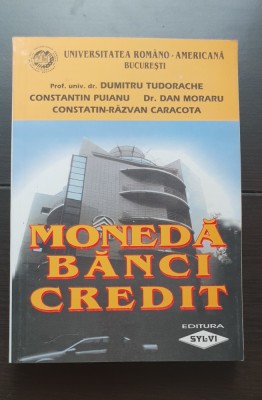 UNIVERSITATEA ROMÂNO - AMERICANĂ
BUCUREŞTI
Prof. univ. dr. DUMITRU TUDORACHE
CONSTANTIN PUIANU Dr. DAN MORARU
CONSTATIN-RĂZVAN CARACOTA
MONEDĂ
BĂNCI
CREDIT
EDITURA
SYLVI